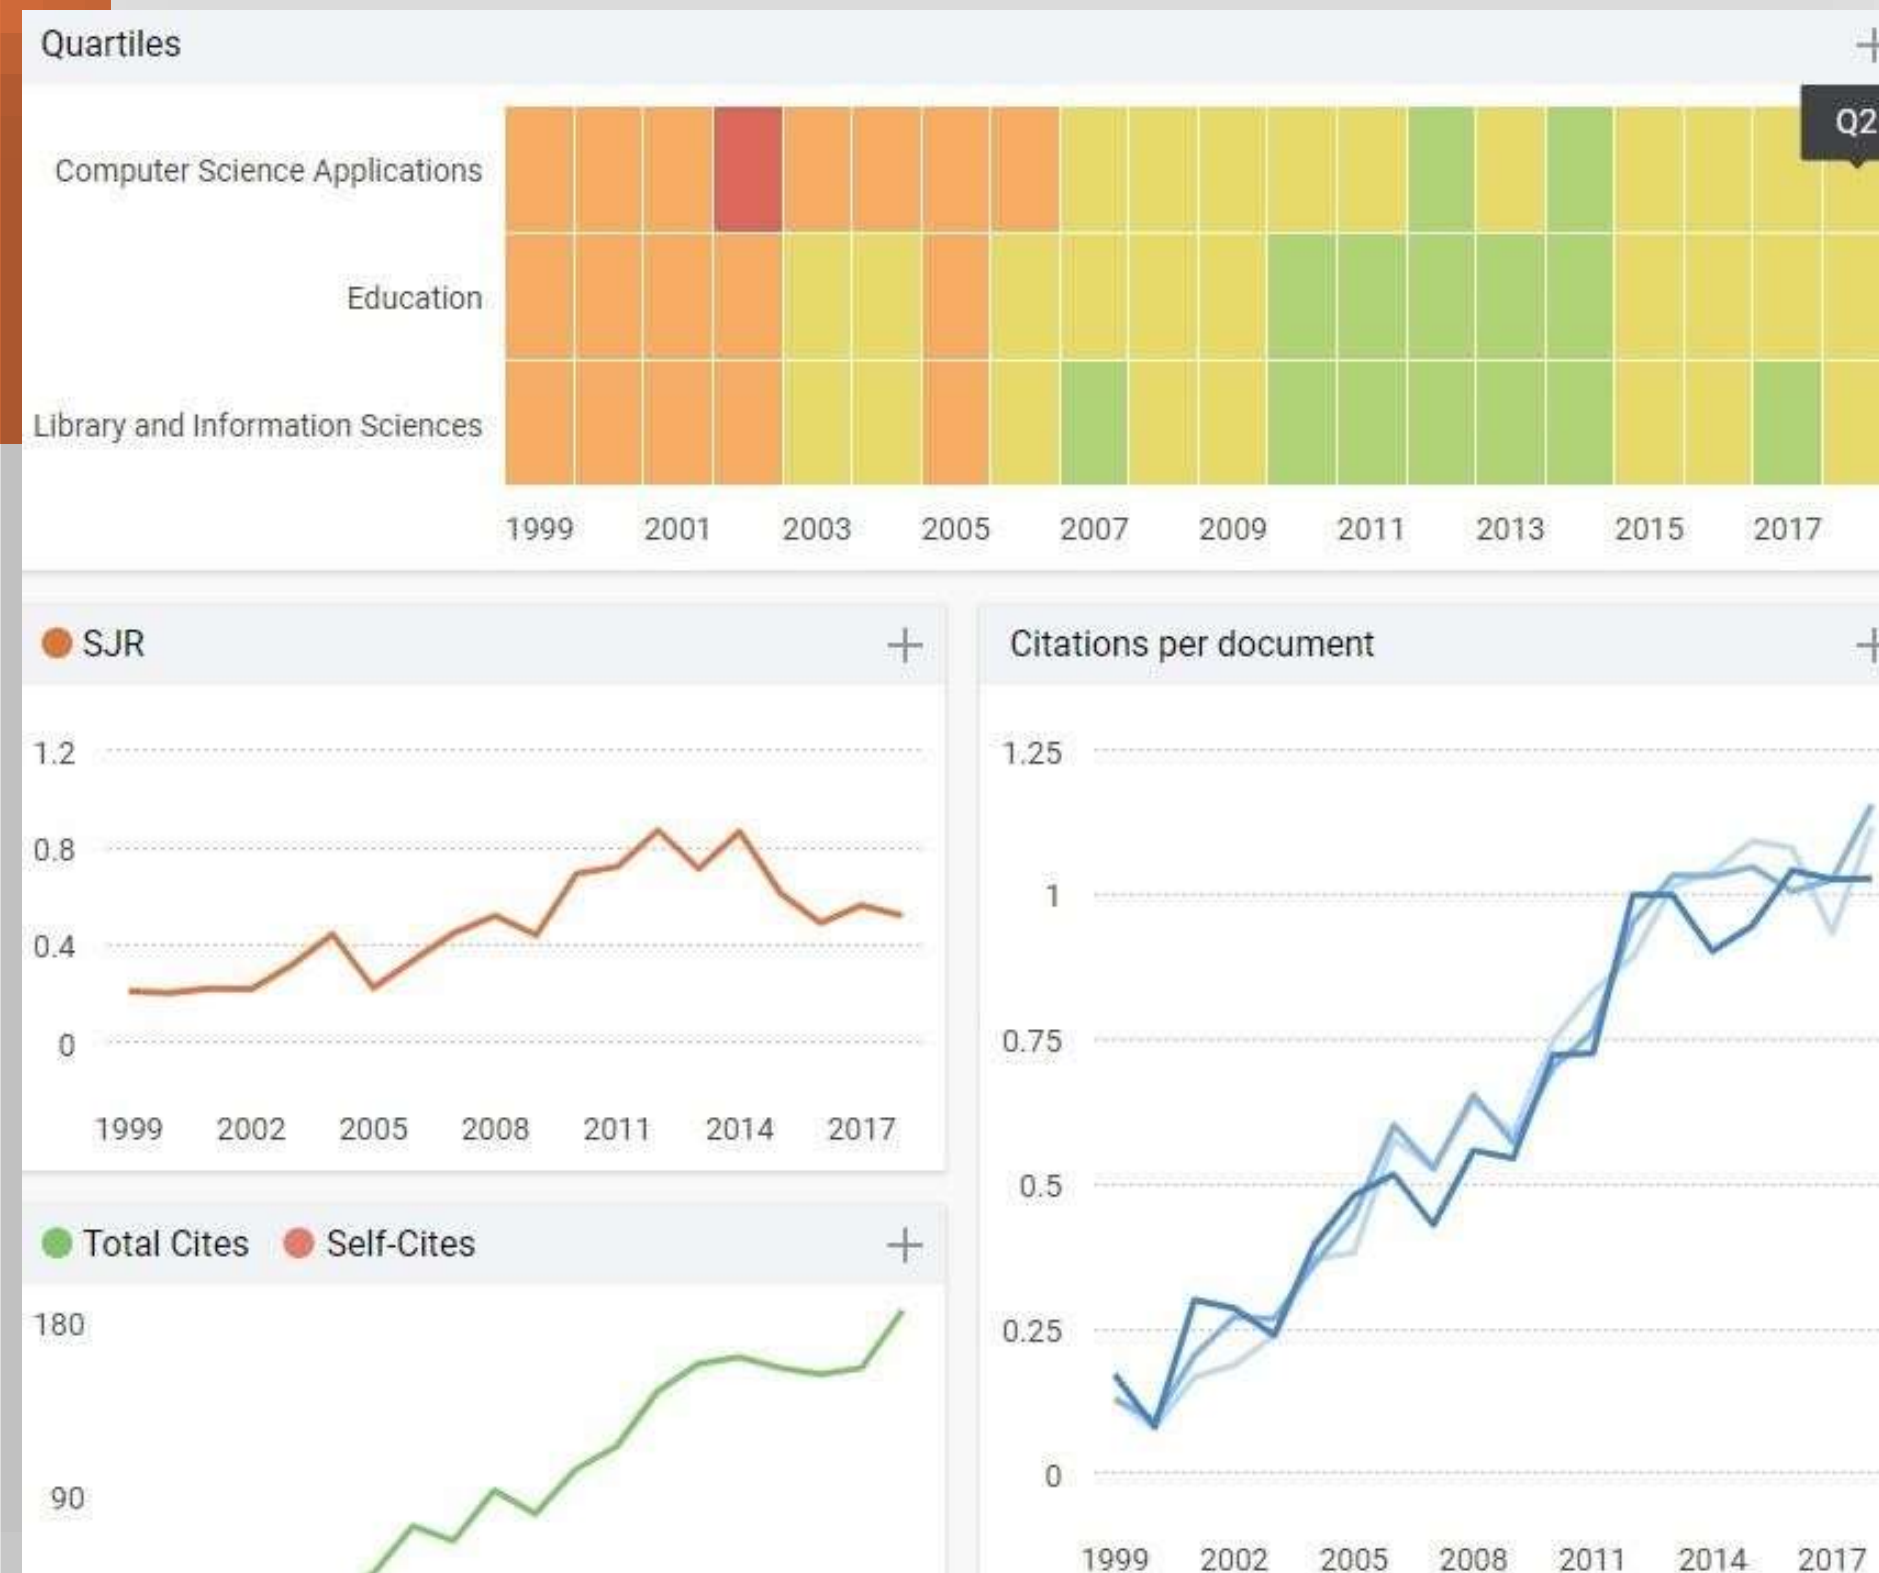 Quartiles
Q2
Computer Science Applications
Education
Library and Information Sciences
1999 2001 2003 2005 2007 2009 2011 2013 2015 2017
SJR
1.2
0.8
0.4
0
1999 2002 2005 2008 2011 2014 2017
Citations per document
1.25
1
0.75
0.5
0.25
0
1999 2002 2005 2008 2011 2014 2017
Total Cites Self-Cites
180
90